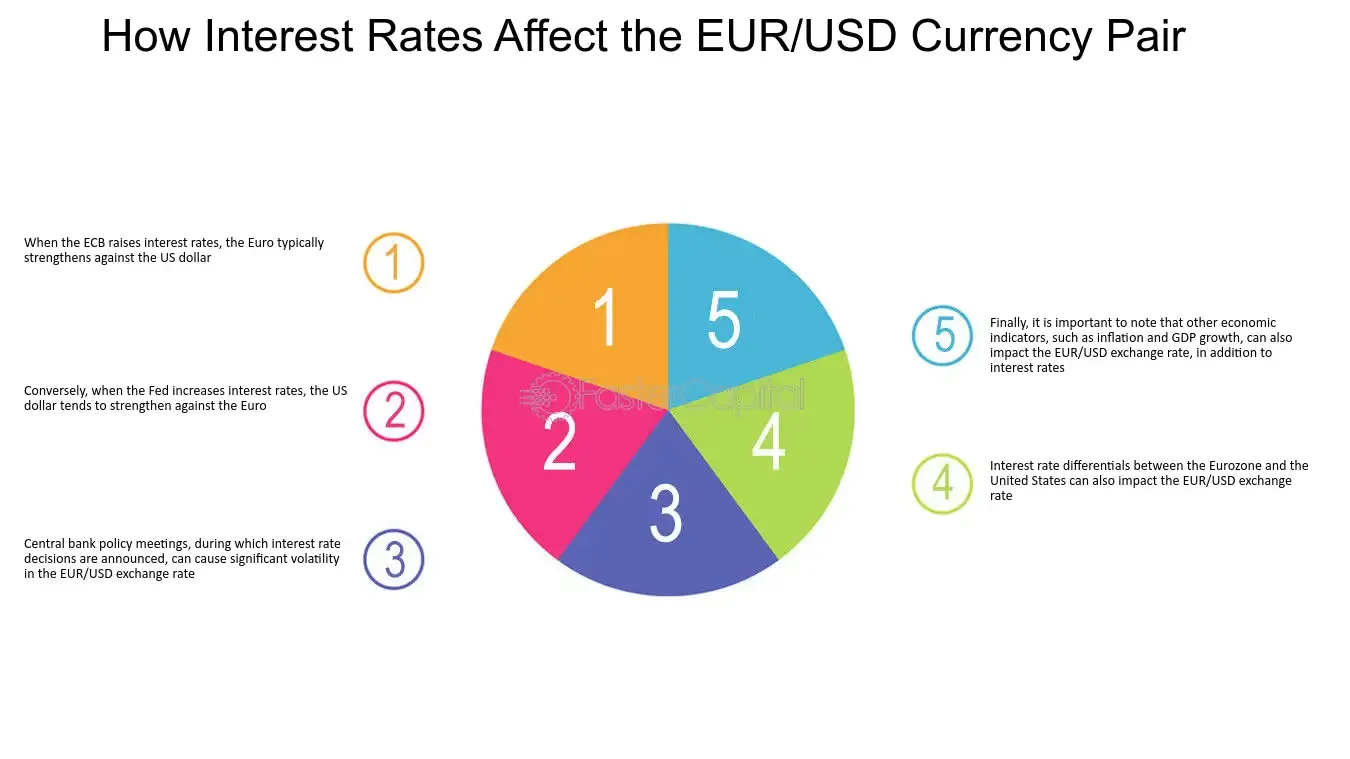 How Interest Rates Affect the EUR/USD Currency Pair
When the ECB raises interest rates, the Euro typically
strengthens against the US dollar
1
Conversely, when the Fed increases interest rates, the US
dollar tends to strengthen against the Euro
2
Central bank policy meetings, during which interest rate
decisions are announced, can cause significant volatility
in the EUR/USD exchange rate
3
1
5
2
4
3
FasterCapital
5
Finally, it is important to note that other economic
indicators, such as inflation and GDP growth, can also
impact the EUR/USD exchange rate, in addition to
interest rates
4
Interest rate differentials between the Eurozone and the
United States can also impact the EUR/USD exchange
rate